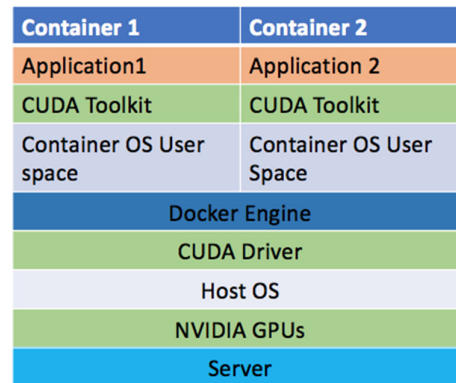 Container 1 Container 2
Application1 Application 2
CUDA Toolkit CUDA Toolkit
Container OS User Container OS User
space Space
Docker Engine
CUDA Driver
Host OS
NVIDIA GPUs
Server